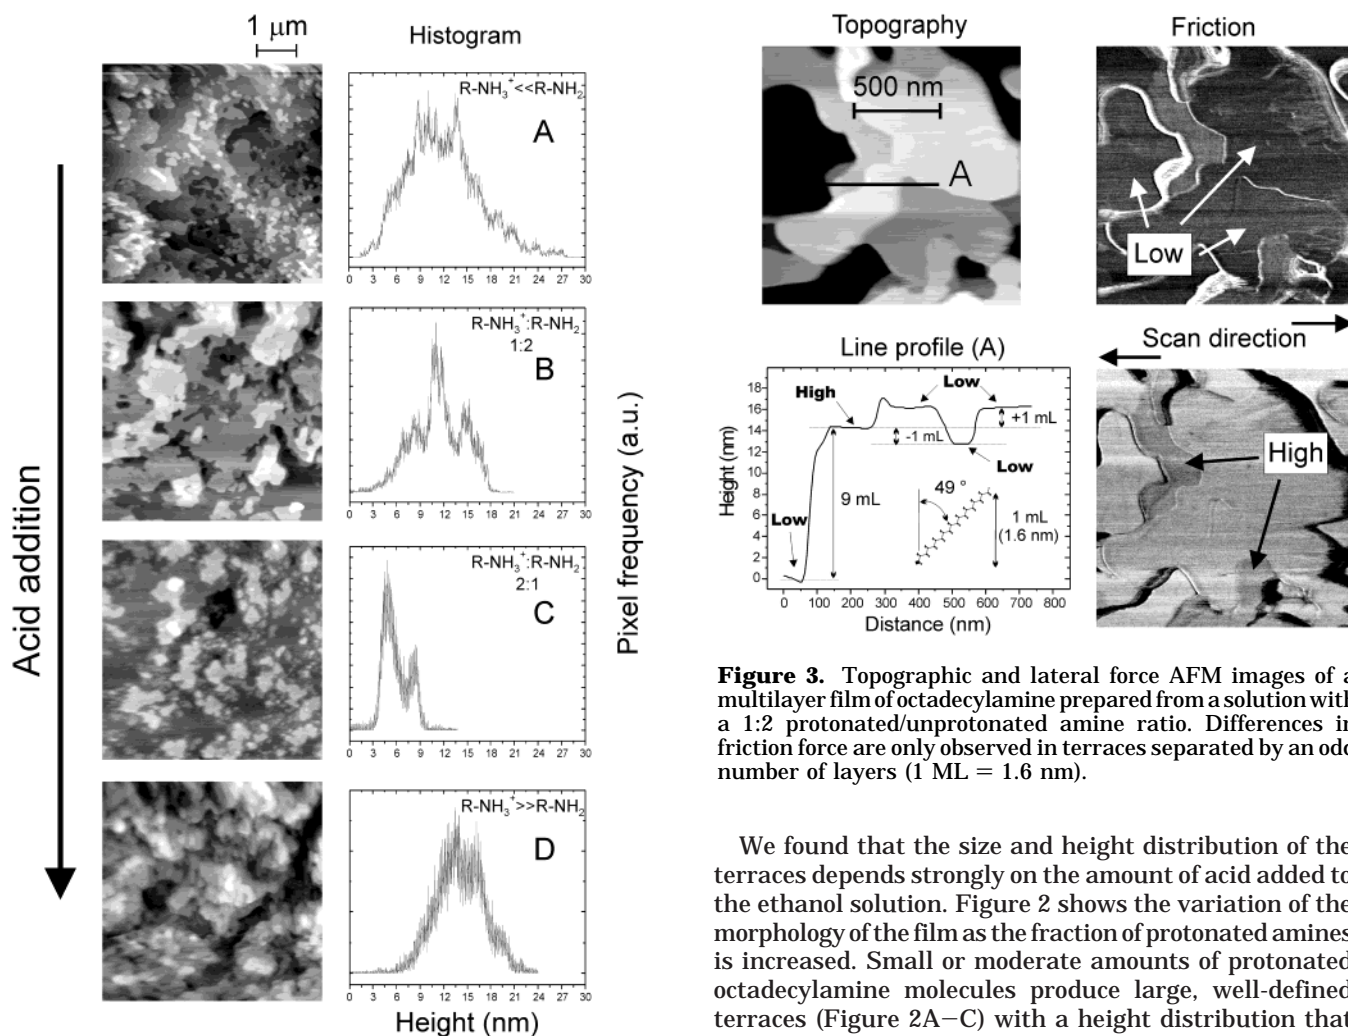 1 μm
Histogram
Acid addition
R-NH3+<<R-NH2
A
0 3 6 9 12 15 18 21 24 27 30
R-NH3+:R-NH2
1:2
B
0 3 6 9 12 15 18 21 24 27 30
R-NH3+:R-NH2
2:1
C
0 3 6 9 12 15 18 21 24 27 30
R-NH3+>>R-NH2
D
0 3 6 9 12 15 18 21 24 27 30
Height (nm)
Pixel frequency (a.u.)
Topography
500 nm
A
Friction
Low
Scan direction
High
Line profile (A)
Height (nm)
18
16
14
12
10
8
6
4
2
0
High
Low
+1 mL
-1 mL
Low
9 mL
49 °
1 mL
(1.6 nm)
Low
0 100 200 300 400 500 600 700 800
Distance (nm)
Figure 3. Topographic and lateral force AFM images of a
multilayer film of octadecylamine prepared from a solution with
a 1:2 protonated/unprotonated amine ratio. Differences in
friction force are only observed in terraces separated by an odd
number of layers (1 ML = 1.6 nm).
We found that the size and height distribution of the
terraces depends strongly on the amount of acid added to
the ethanol solution. Figure 2 shows the variation of the
morphology of the film as the fraction of protonated amines
is increased. Small or moderate amounts of protonated
octadecylamine molecules produce large, well-defined
terraces (Figure 2A−C) with a height distribution that